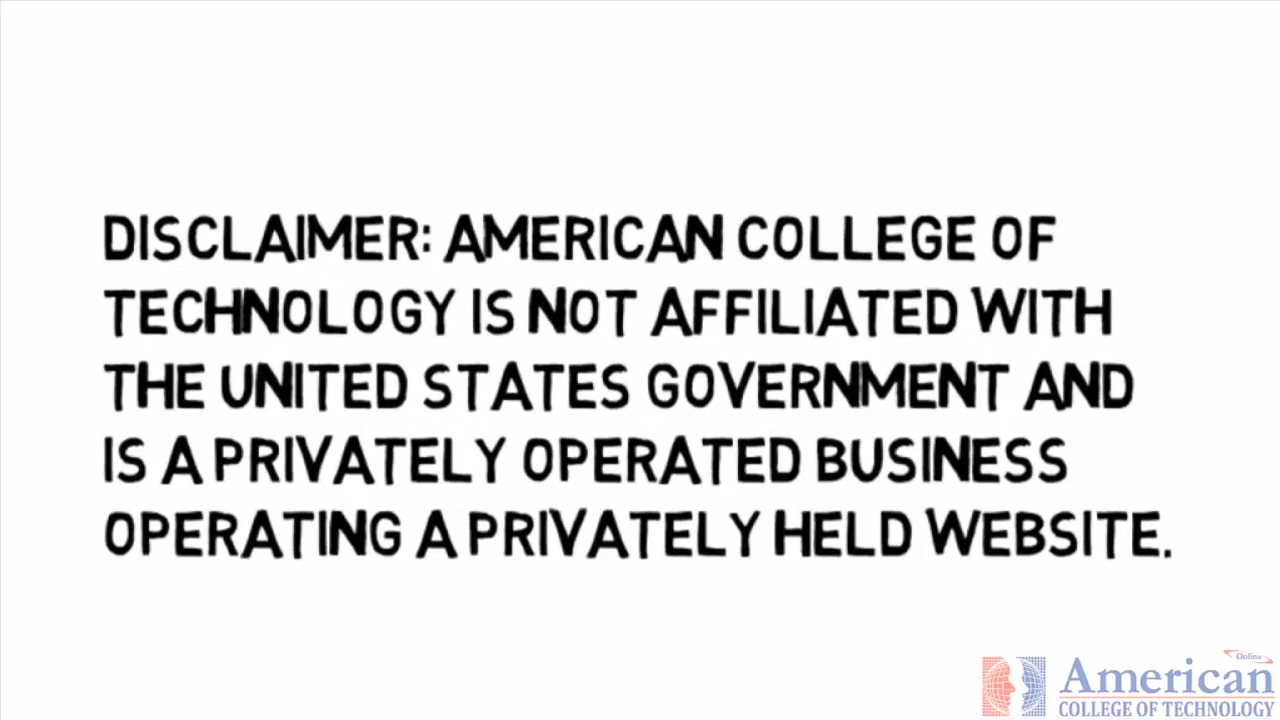 DISCLAIMER: AMERICAN COLLEGE OF
TECHNOLOGY IS NOT AFFILIATED WITH
THE UNITED STATES GOVERNMENT AND
IS A PRIVATELY OPERATED BUSINESS
OPERATING A PRIVATELY HELD WEBSITE.
Online
American
COLLEGE OF TECHNOLOGY